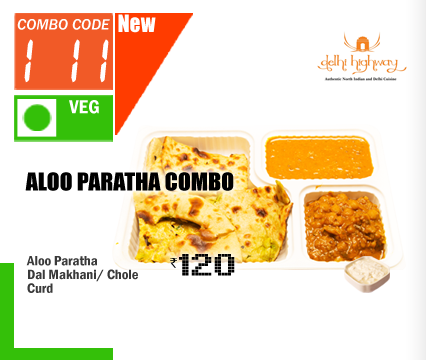 COMBO CODE
New
111
VEG
delhi highway
Authentic North Indian and Delhi Cuisine
ALOO PARATHA COMBO
Aloo Paratha
Dal Makhani/ Chole
Curd
₹120